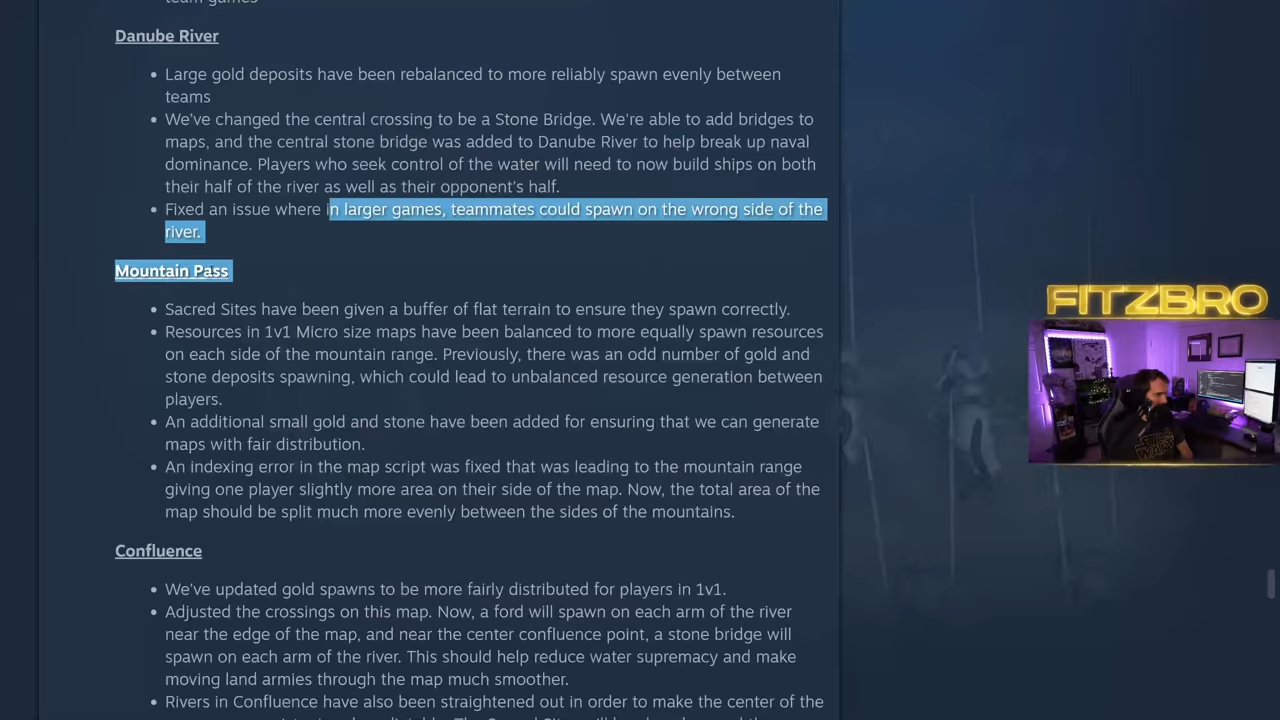 team games
Danube River
• Large gold deposits have been rebalanced to more reliably spawn evenly between
teams
• We've changed the central crossing to be a Stone Bridge. We're able to add bridges to
maps, and the central stone bridge was added to Danube River to help break up naval
dominance. Players who seek control of the water will need to now build ships on both
their half of the river as well as their opponent's half.
• Fixed an issue where in larger games, teammates could spawn on the wrong side of the
river.
Mountain Pass
• Sacred Sites have been given a buffer of flat terrain to ensure they spawn correctly.
• Resources in 1v1 Micro size maps have been balanced to more equally spawn resources
on each side of the mountain range. Previously, there was an odd number of gold and
stone deposits spawning, which could lead to unbalanced resource generation between
players.
• An additional small gold and stone have been added for ensuring that we can generate
maps with fair distribution.
• An indexing error in the map script was fixed that was leading to the mountain range
giving one player slightly more area on their side of the map. Now, the total area of the
map should be split much more evenly between the sides of the mountains.
Confluence
• We've updated gold spawns to be more fairly distributed for players in 1v1.
• Adjusted the crossings on this map. Now, a ford will spawn on each arm of the river
near the edge of the map, and near the center confluence point, a stone bridge will
spawn on each arm of the river. This should help reduce water supremacy and make
moving land armies through the map much smoother.
• Rivers in Confluence have also been straightened out in order to make the center of the
FITZBRO
STAR WARS